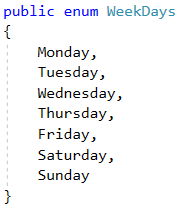 public enum WeekDays
{
    Monday,
    Tuesday,
    Wednesday,
    Thursday,
    Friday,
    Saturday,
    Sunday
}